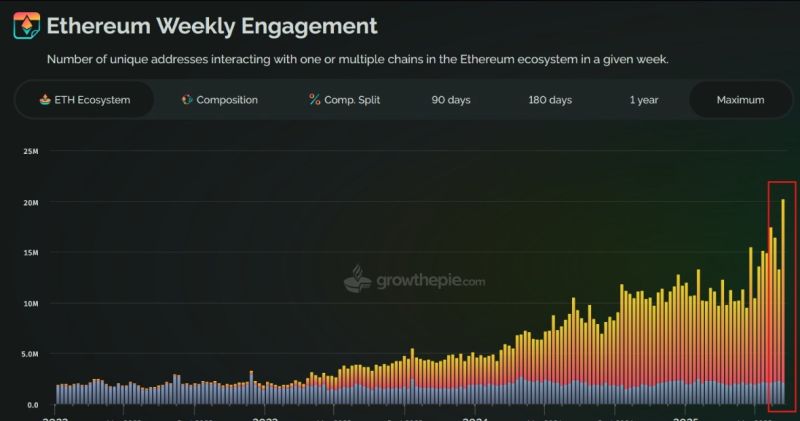 Ethereum Weekly Engagement
Number of unique addresses interacting with one or multiple chains in the Ethereum ecosystem in a given week.
ETH Ecosystem
Composition
Comp. Split
90 days
180 days
1 year
Maximum
25M
20M
15M
10M
5.0M
0.0
growthepie.com
2022
2023
2024
2025